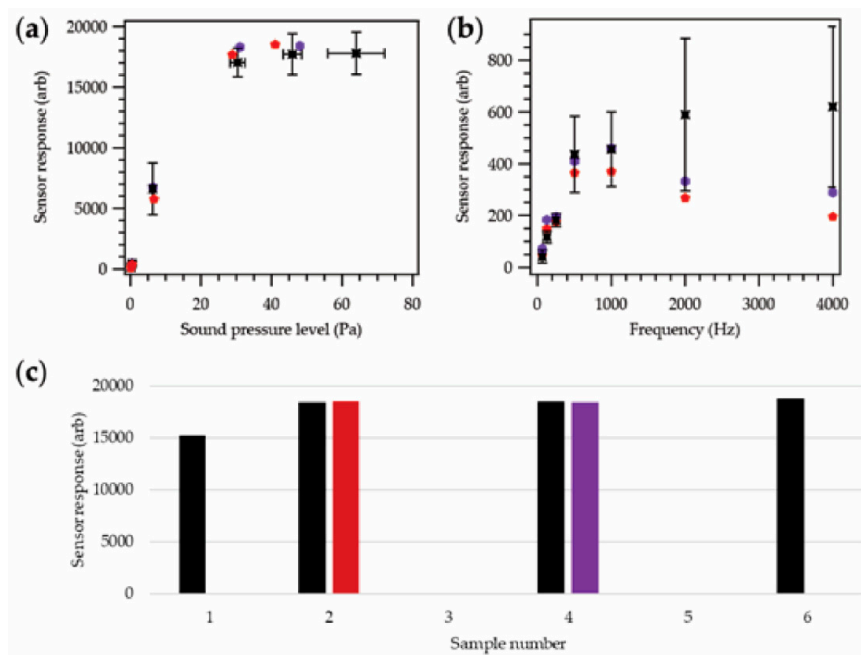 (a)
20000
15000
10000
5000
0
Sensor response (arb)
0 20 40 60 80
Sound pressure level (Pa)
(b)
800
600
400
200
0
Sensor response (arb)
0 1000 2000 3000 4000
Frequency (Hz)
(c)
20000
15000
10000
5000
0
Sensor response (arb)
1 2 3 4 5 6
Sample number